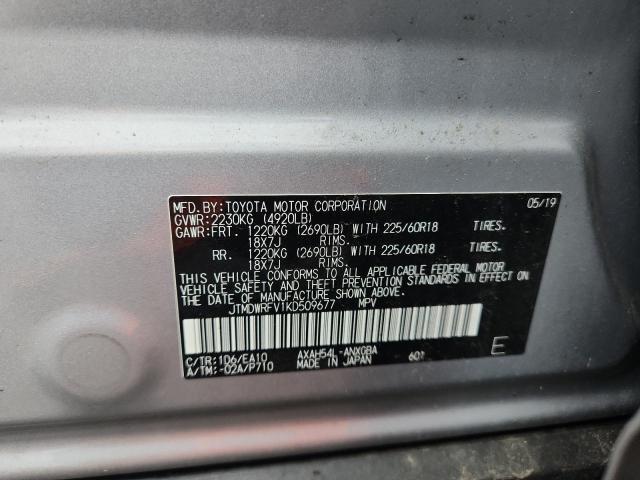 MFD. BY: TOYOTA MOTOR CORPORATION 05/19
GVWR: 2230KG (4920LB)
GAWR: FRT. 1220KG (2690LB) WITH 225/60R18 TIRES.
18X7J RIMS.
RR. 1220KG (2690LB) WITH 225/60R18 TIRES.
18X7J RIMS.
THIS VEHICLE CONFORMS TO ALL APPLICABLE FEDERAL MOTOR
VEHICLE SAFETY AND THEFT PREVENTION STANDARDS IN EFFECT
ON THE DATE OF MANUFACTURE SHOWN ABOVE.
JTMDWRFV1KD509677 MPV
C/TR: 1D6/EA10 AXAH54L-ANXGBA E
A/TM: -02A/P710 MADE IN JAPAN